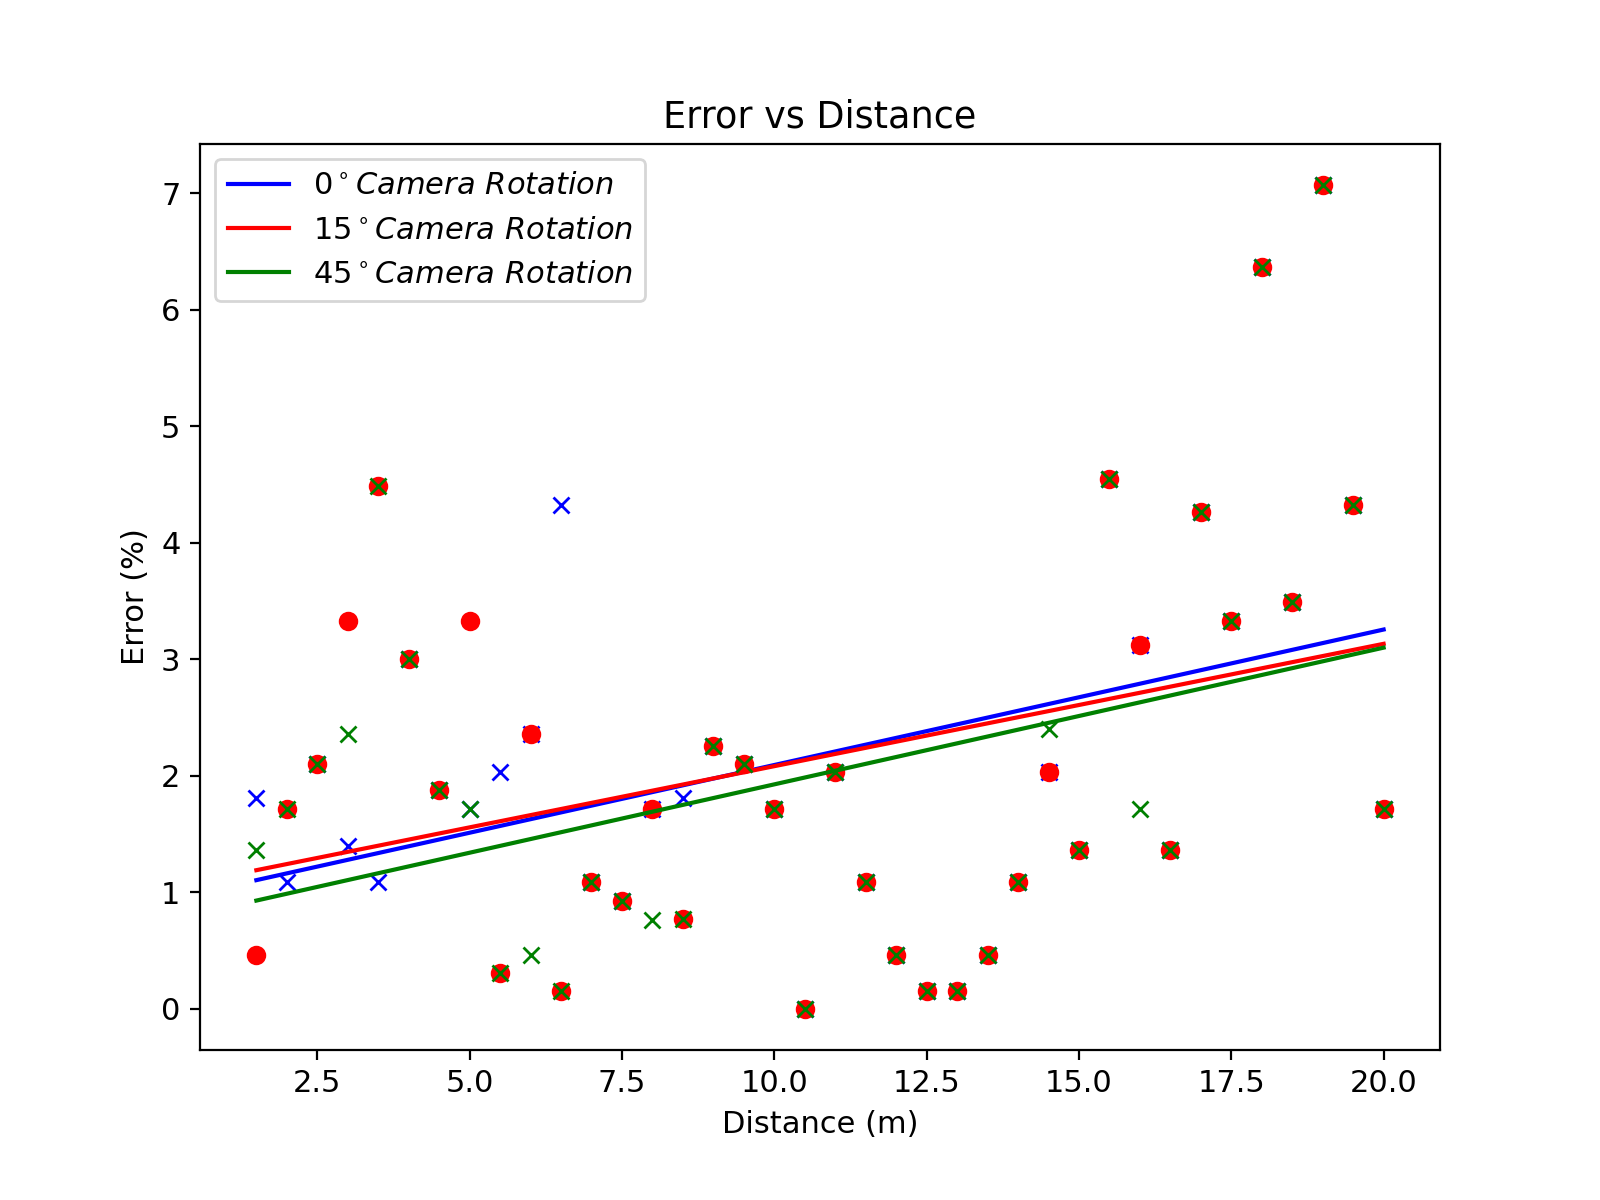 Error vs Distance
0°Camera Rotation
15°Camera Rotation
45°Camera Rotation
7
6
5
4
3
2
1
0
Error (%)
2.5 5.0 7.5 10.0 12.5 15.0 17.5 20.0
Distance (m)